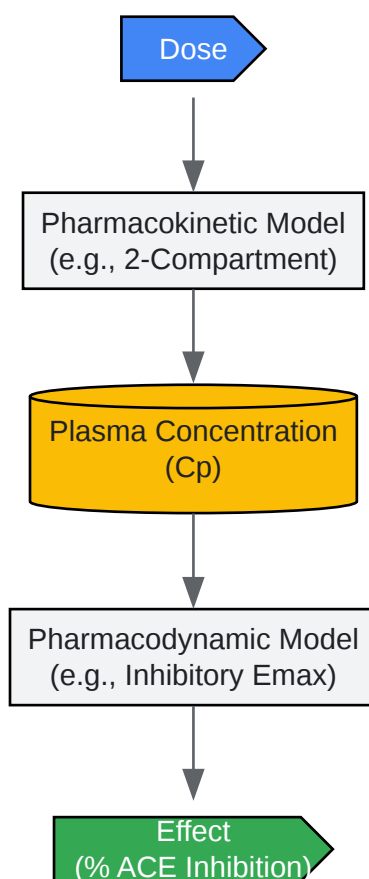 Dose
Pharmacokinetic Model
(e.g., 2-Compartment)
Plasma Concentration
(Cp)
Pharmacodynamic Model
(e.g., Inhibitory Emax)
Effect
(% ACE Inhibition)